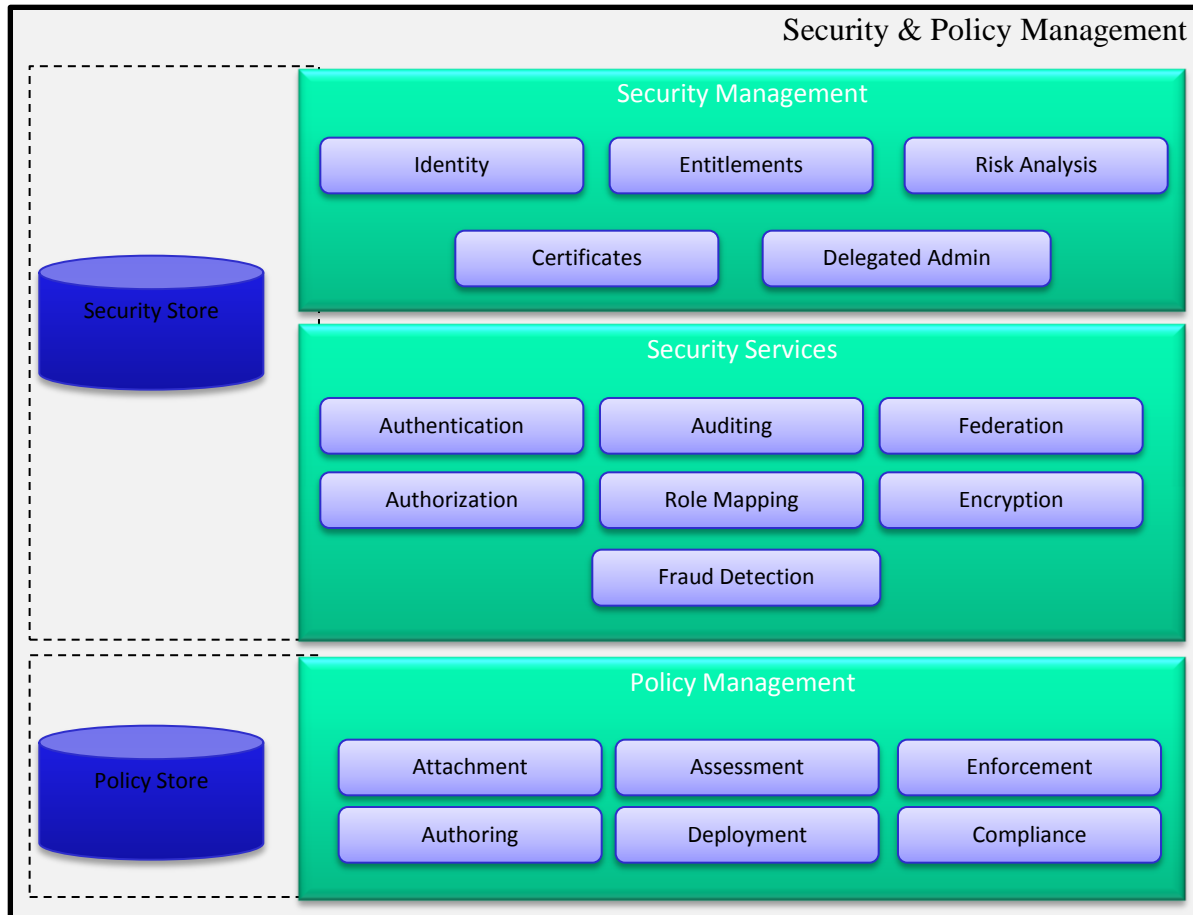 Security & Policy Management
Security Management
Identity
Entitlements
Risk Analysis
Certificates
Delegated Admin
Security Store
Security Services
Authentication
Auditing
Federation
Authorization
Role Mapping
Encryption
Fraud Detection
Policy Management
Policy Store
Attachment
Assessment
Enforcement
Authoring
Deployment
Compliance